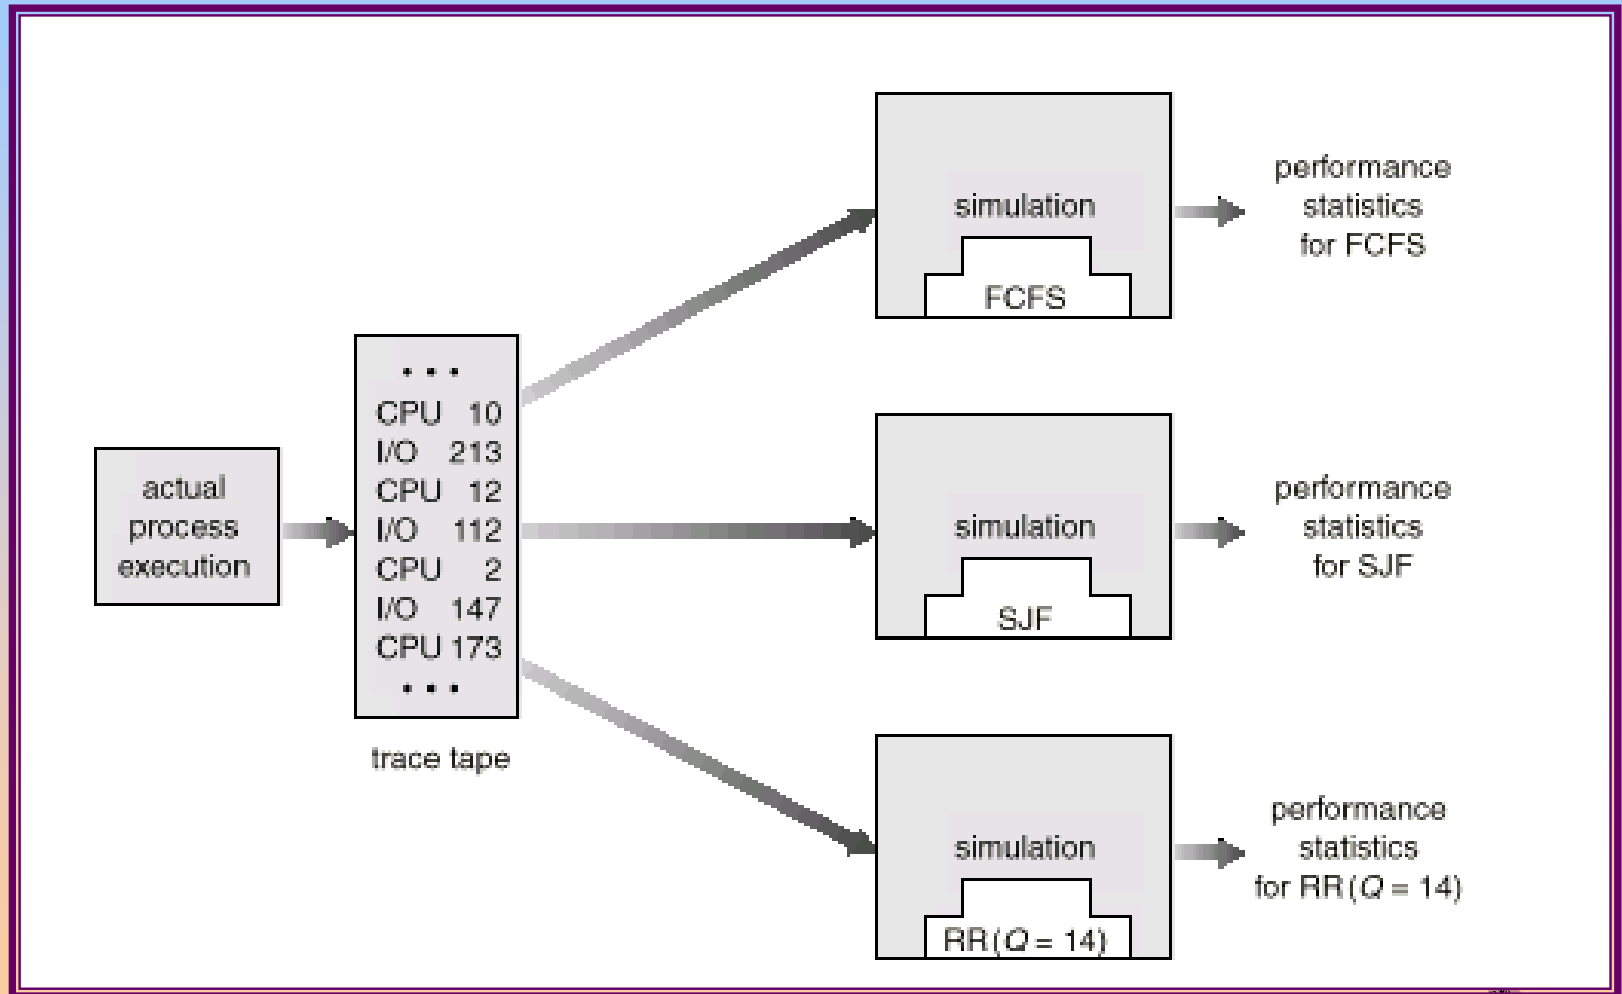 actual
process
execution
• • •
CPU 10
I/O 213
CPU 12
I/O 112
CPU 2
I/O 147
CPU 173
• • •
trace tape
simulation
FCFS
performance
statistics
for FCFS
simulation
SJF
performance
statistics
for SJF
simulation
RR (Q = 14)
performance
statistics
for RR (Q = 14)